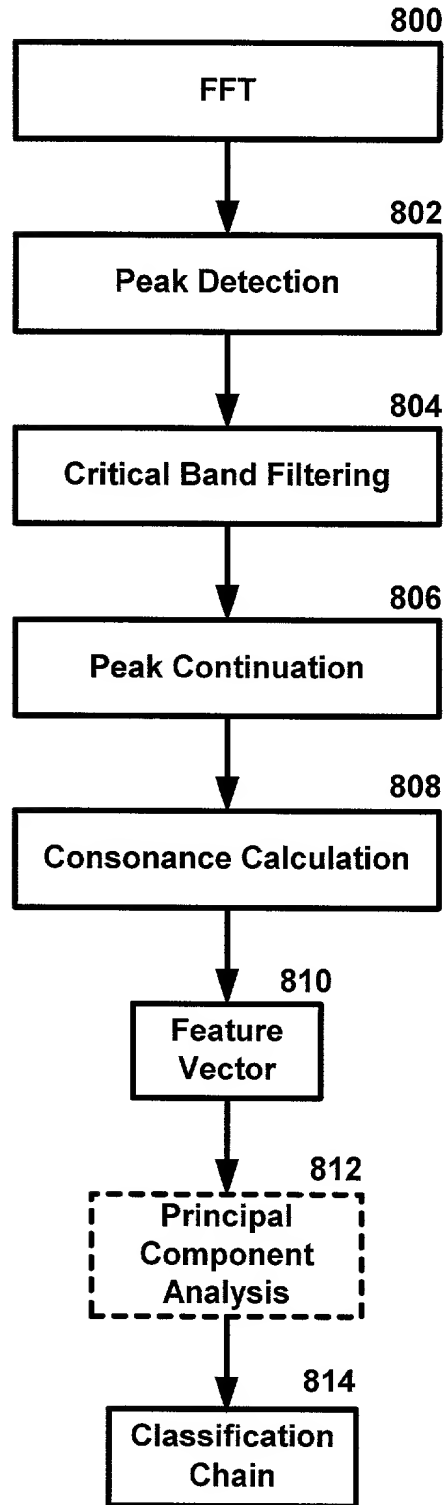 800
FFT
802
Peak Detection
804
Critical Band Filtering
806
Peak Continuation
808
Consonance Calculation
810
Feature
Vector
812
Principal
Component
Analysis
814
Classification
Chain